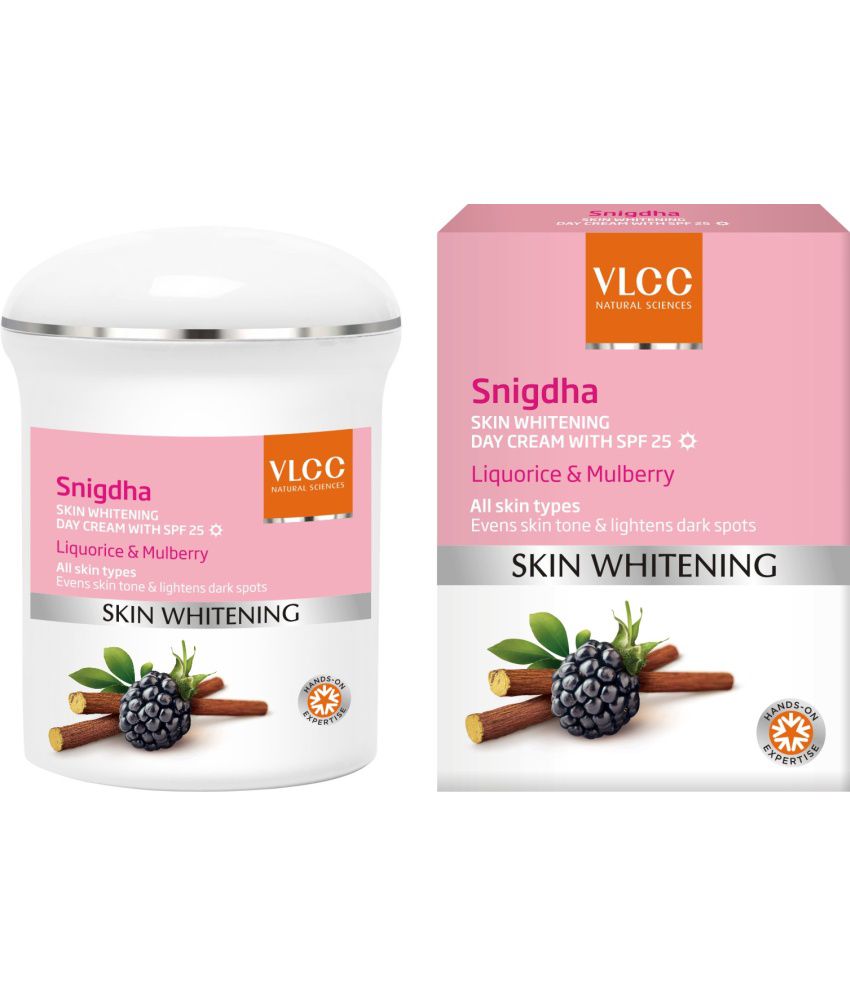 Snigdha
SKIN WHITENING
DAY CREAM WITH SPF 25
VLCC
NATURAL SCIENCES
Snigdha
SKIN WHITENING
DAY CREAM WITH SPF 25
Liquorice & Mulberry
All skin types
Evens skin tone & lightens dark spots
SKIN WHITENING
HANDS-ON
EXPERTISE
VLCC
NATURAL SCIENCES
Snigdha
SKIN WHITENING
DAY CREAM WITH SPF 25
Liquorice & Mulberry
All skin types
Evens skin tone & lightens dark spots
SKIN WHITENING
HANDS-ON
EXPERTISE